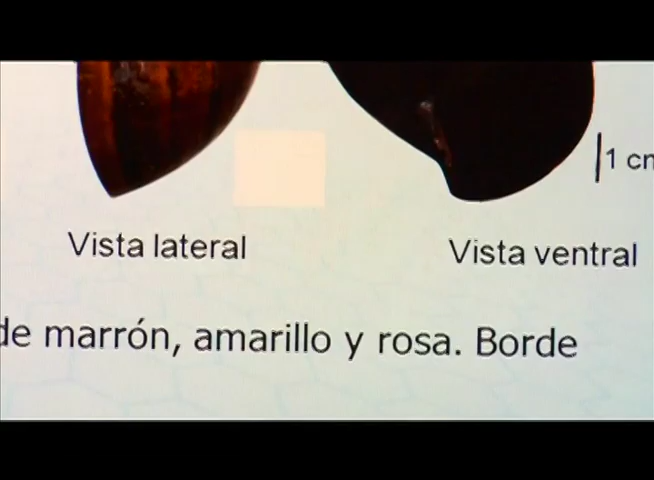 1 cm
Vista lateral
Vista ventral
de marrón, amarillo y rosa. Borde